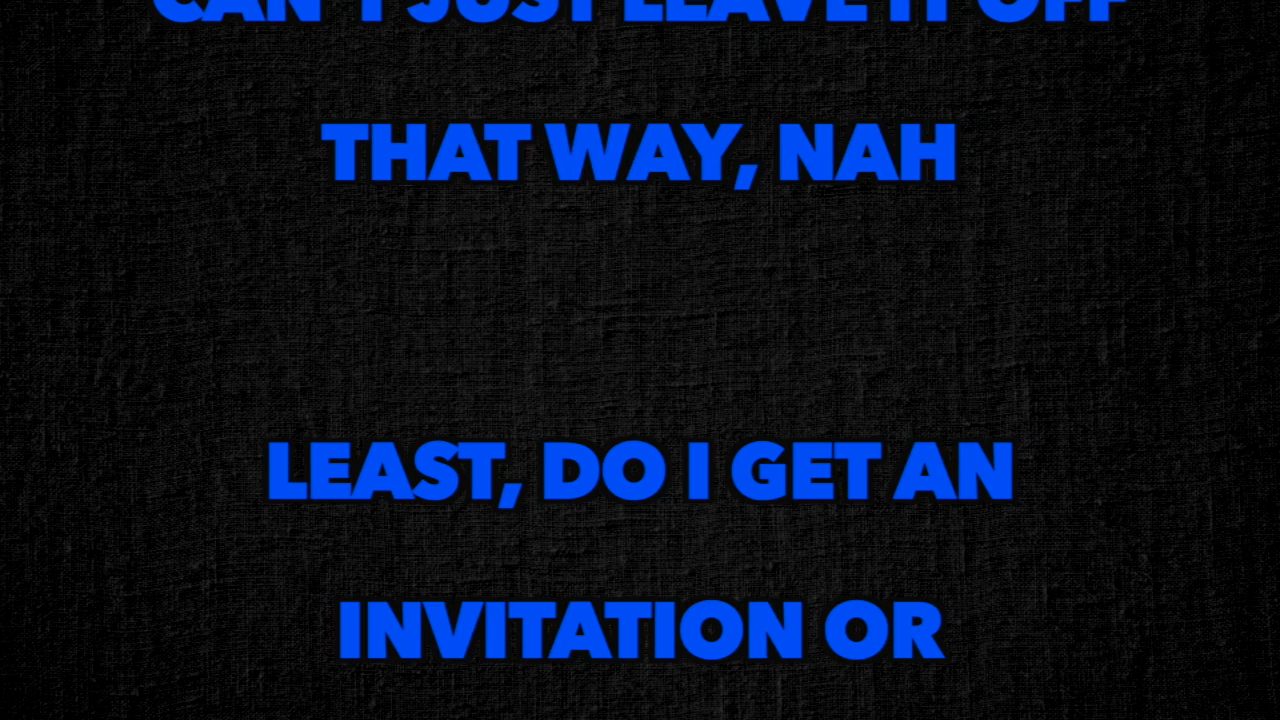 CAN'T JUST LEAVE IT OFF
THAT WAY, NAH
LEAST, DO I GET AN
INVITATION OR